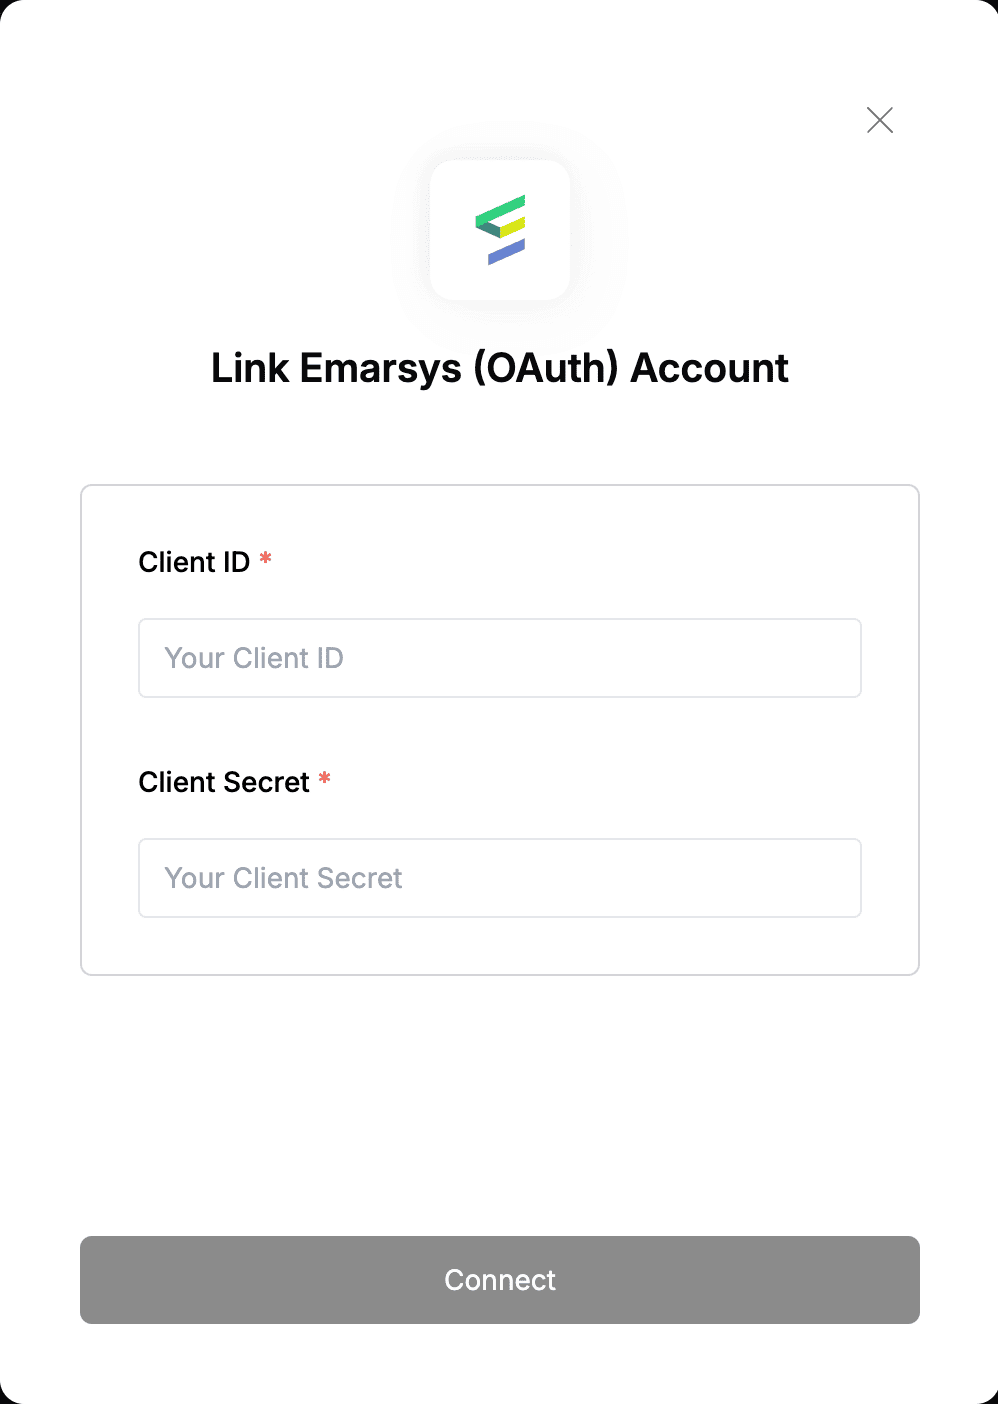 Link Emarsys (OAuth) Account
Client ID *
Your Client ID
Client Secret *
Your Client Secret
Connect